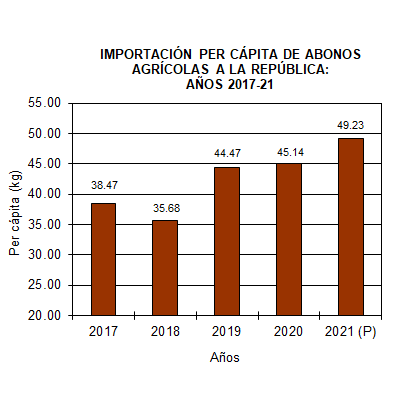 IMPORTACIÓN PER CÁPITA DE ABONOS
AGRÍCOLAS A LA REPÚBLICA:
AÑOS 2017-21
55.00
50.00
45.00
40.00
35.00
30.00
25.00
20.00
Per cápita (kg)
38.47
35.68
44.47
45.14
49.23
2017
2018
2019
2020
2021 (P)
Años